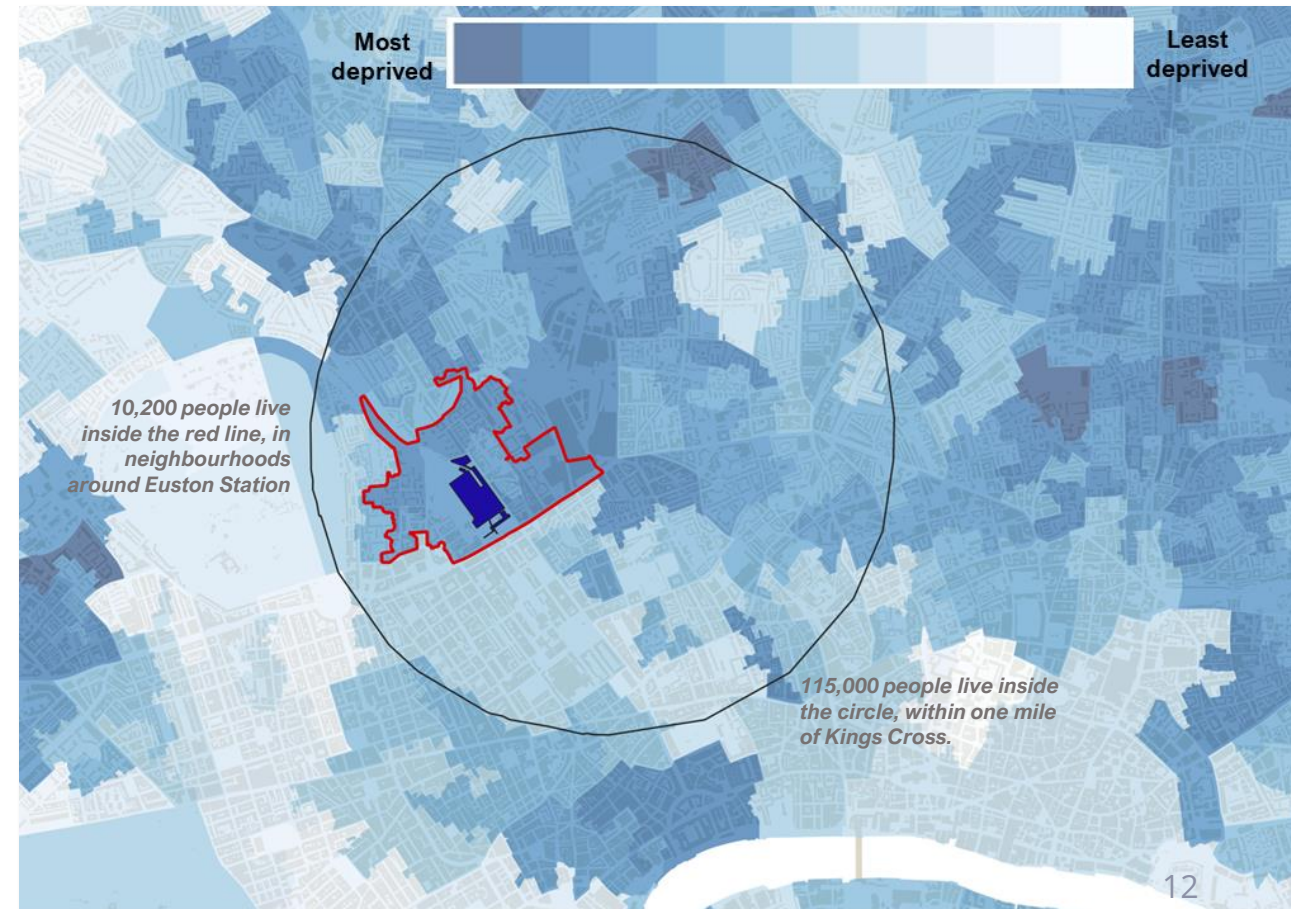 Most
deprived
Least
deprived
10,200 people live
inside the red line, in
neighbourhoods
around Euston Station
115,000 people live inside
the circle, within one mile
of Kings Cross.
12